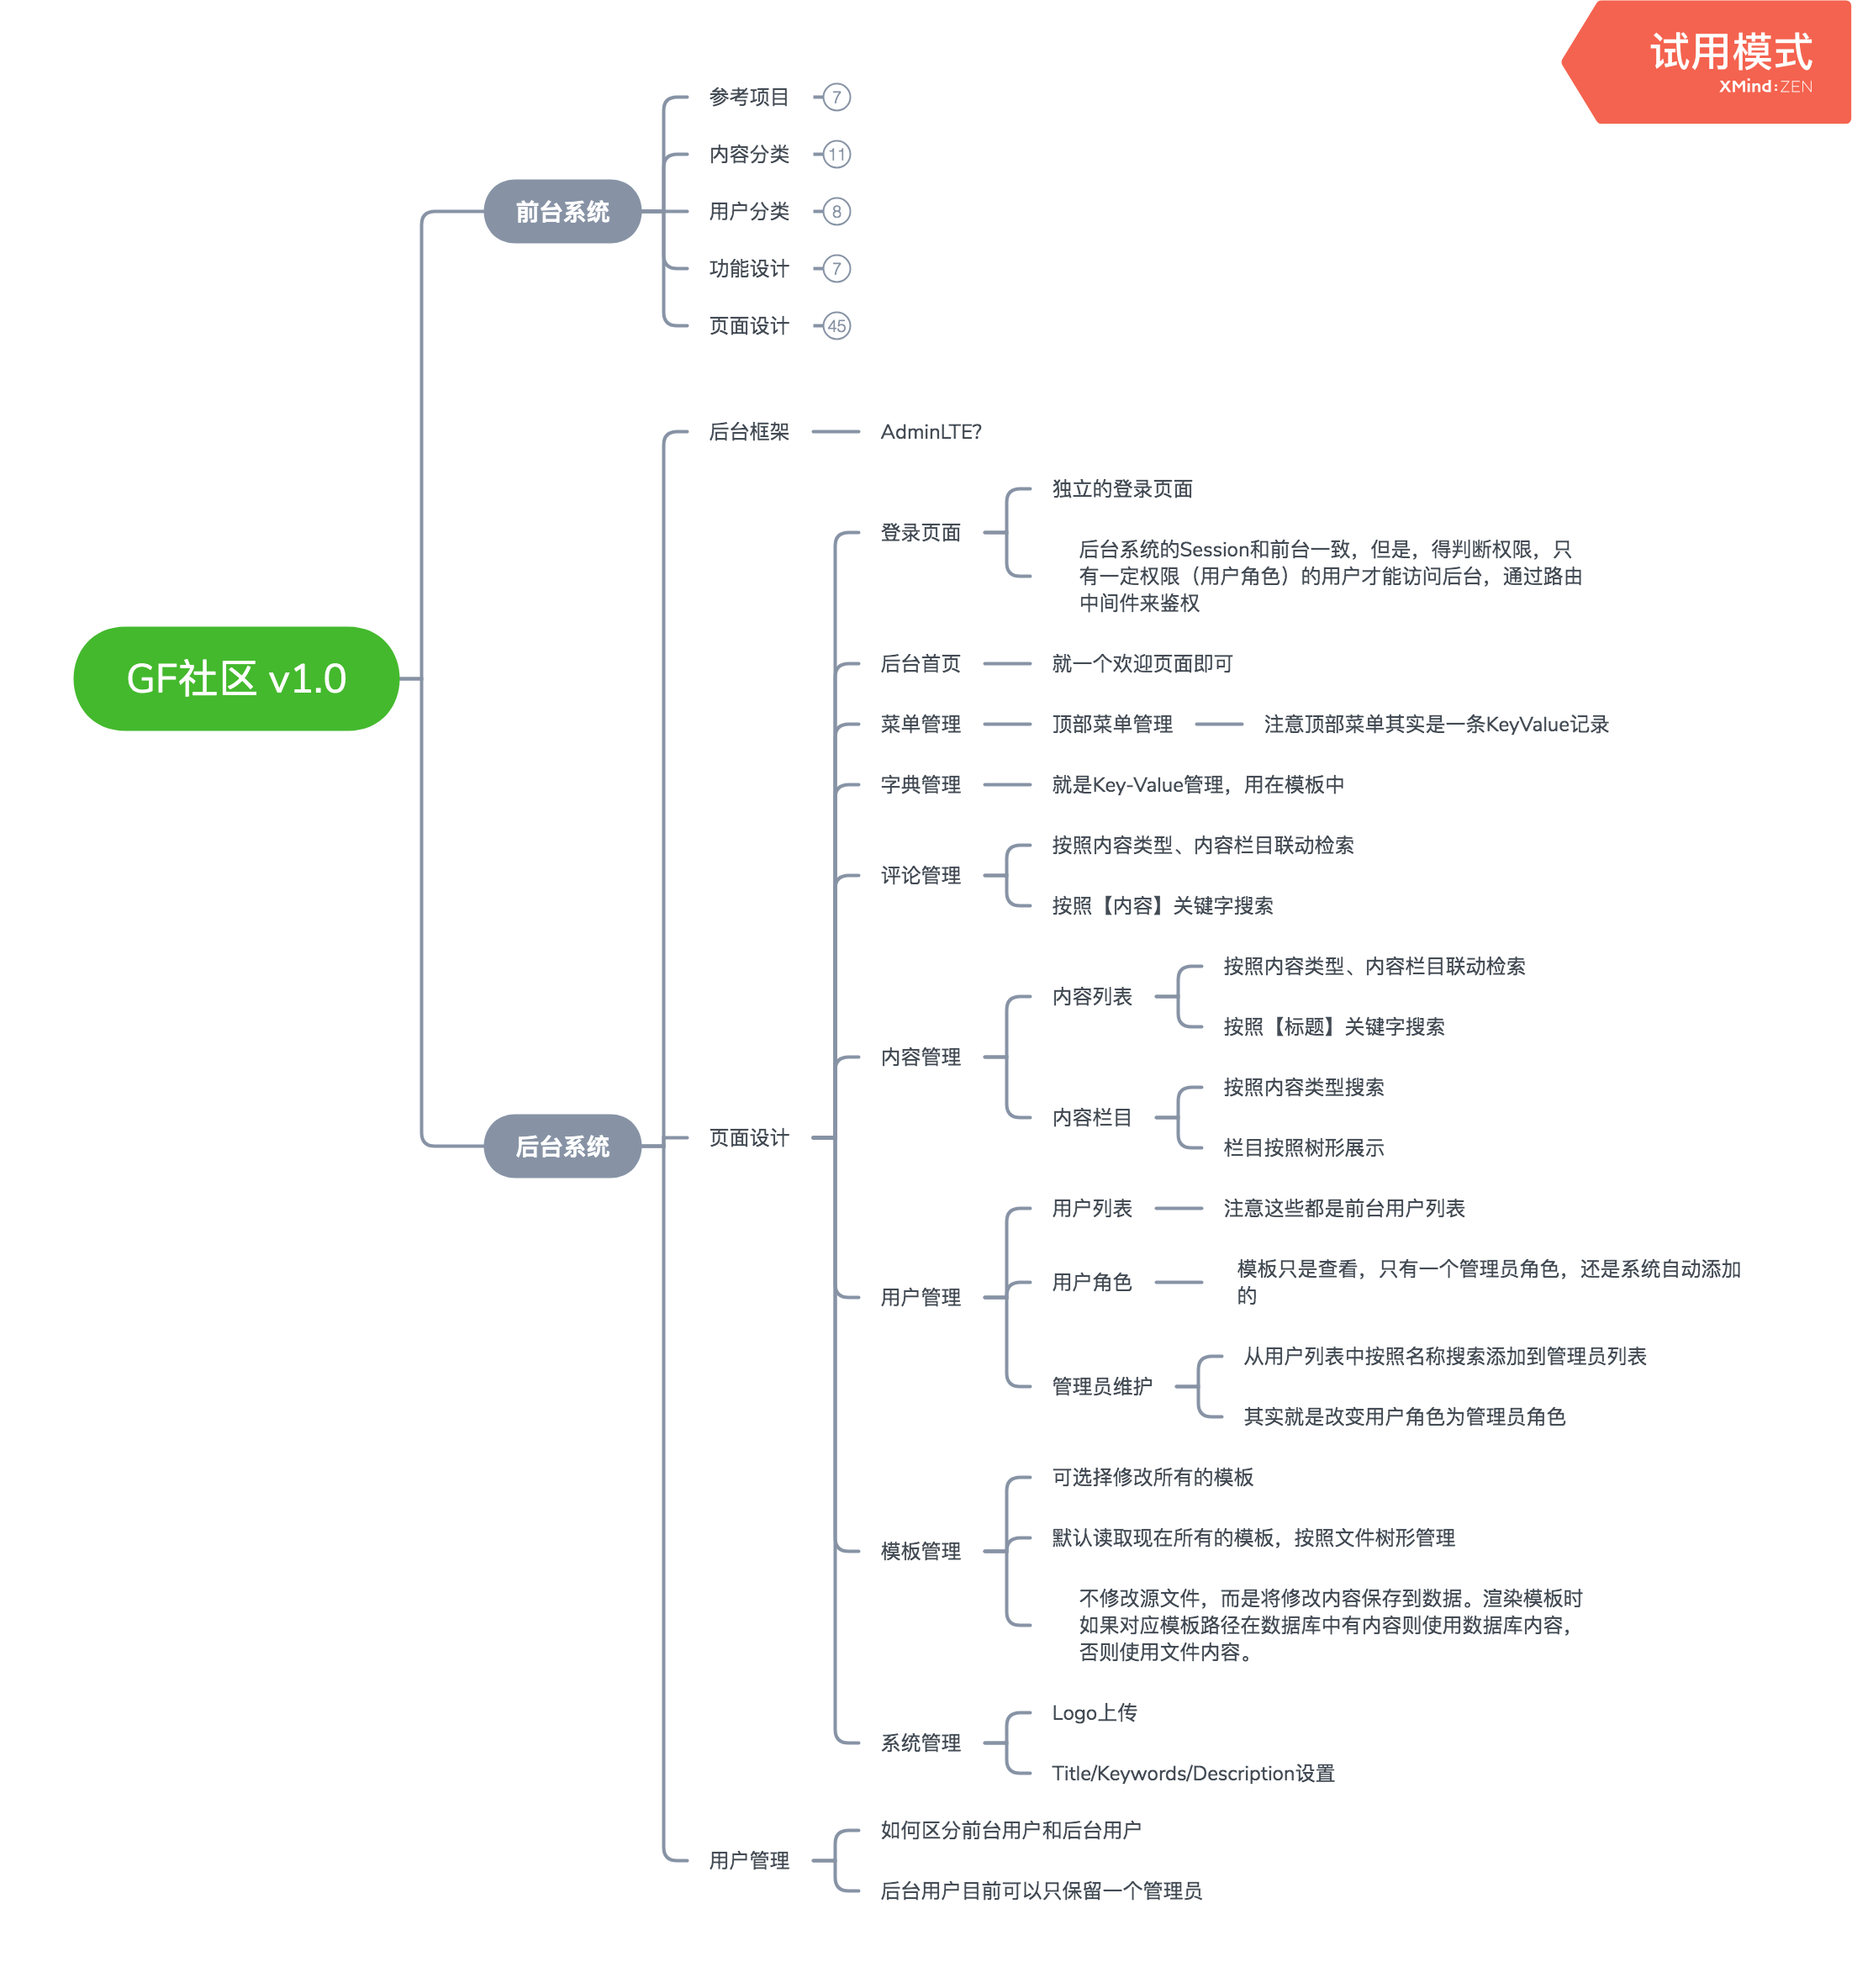 试用模式
XMind:ZEN
GF社区 v1.0
前台系统
参考项目
7
内容分类
11
用户分类
8
功能设计
7
页面设计
45
后台系统
后台框架
AdminLTE?
页面设计
登录页面
独立的登录页面
后台系统的Session和前台一致，但是，得判断权限，只
有一定权限（用户角色）的用户才能访问后台，通过路由
中间件来鉴权
后台首页
就一个欢迎页面即可
菜单管理
顶部菜单管理
注意顶部菜单其实是一条KeyValue记录
字典管理
就是Key-Value管理，用在模板中
评论管理
按照内容类型、内容栏目联动检索
按照【内容】关键字搜索
内容管理
内容列表
按照内容类型、内容栏目联动检索
按照【标题】关键字搜索
内容栏目
按照内容类型搜索
栏目按照树形展示
用户管理
用户列表
注意这些都是前台用户列表
用户角色
模板只是查看，只有一个管理员角色，还是系统自动添加
的
管理员维护
从用户列表中按照名称搜索添加到管理员列表
其实就是改变用户角色为管理员角色
模板管理
可选择修改所有的模板
默认读取现在所有的模板，按照文件树形管理
不修改源文件，而是将修改内容保存到数据。渲染模板时
如果对应模板路径在数据库中有内容则使用数据库内容，
否则使用文件内容。
系统管理
Logo上传
Title/Keywords/Description设置
用户管理
如何区分前台用户和后台用户
后台用户目前可以只保留一个管理员